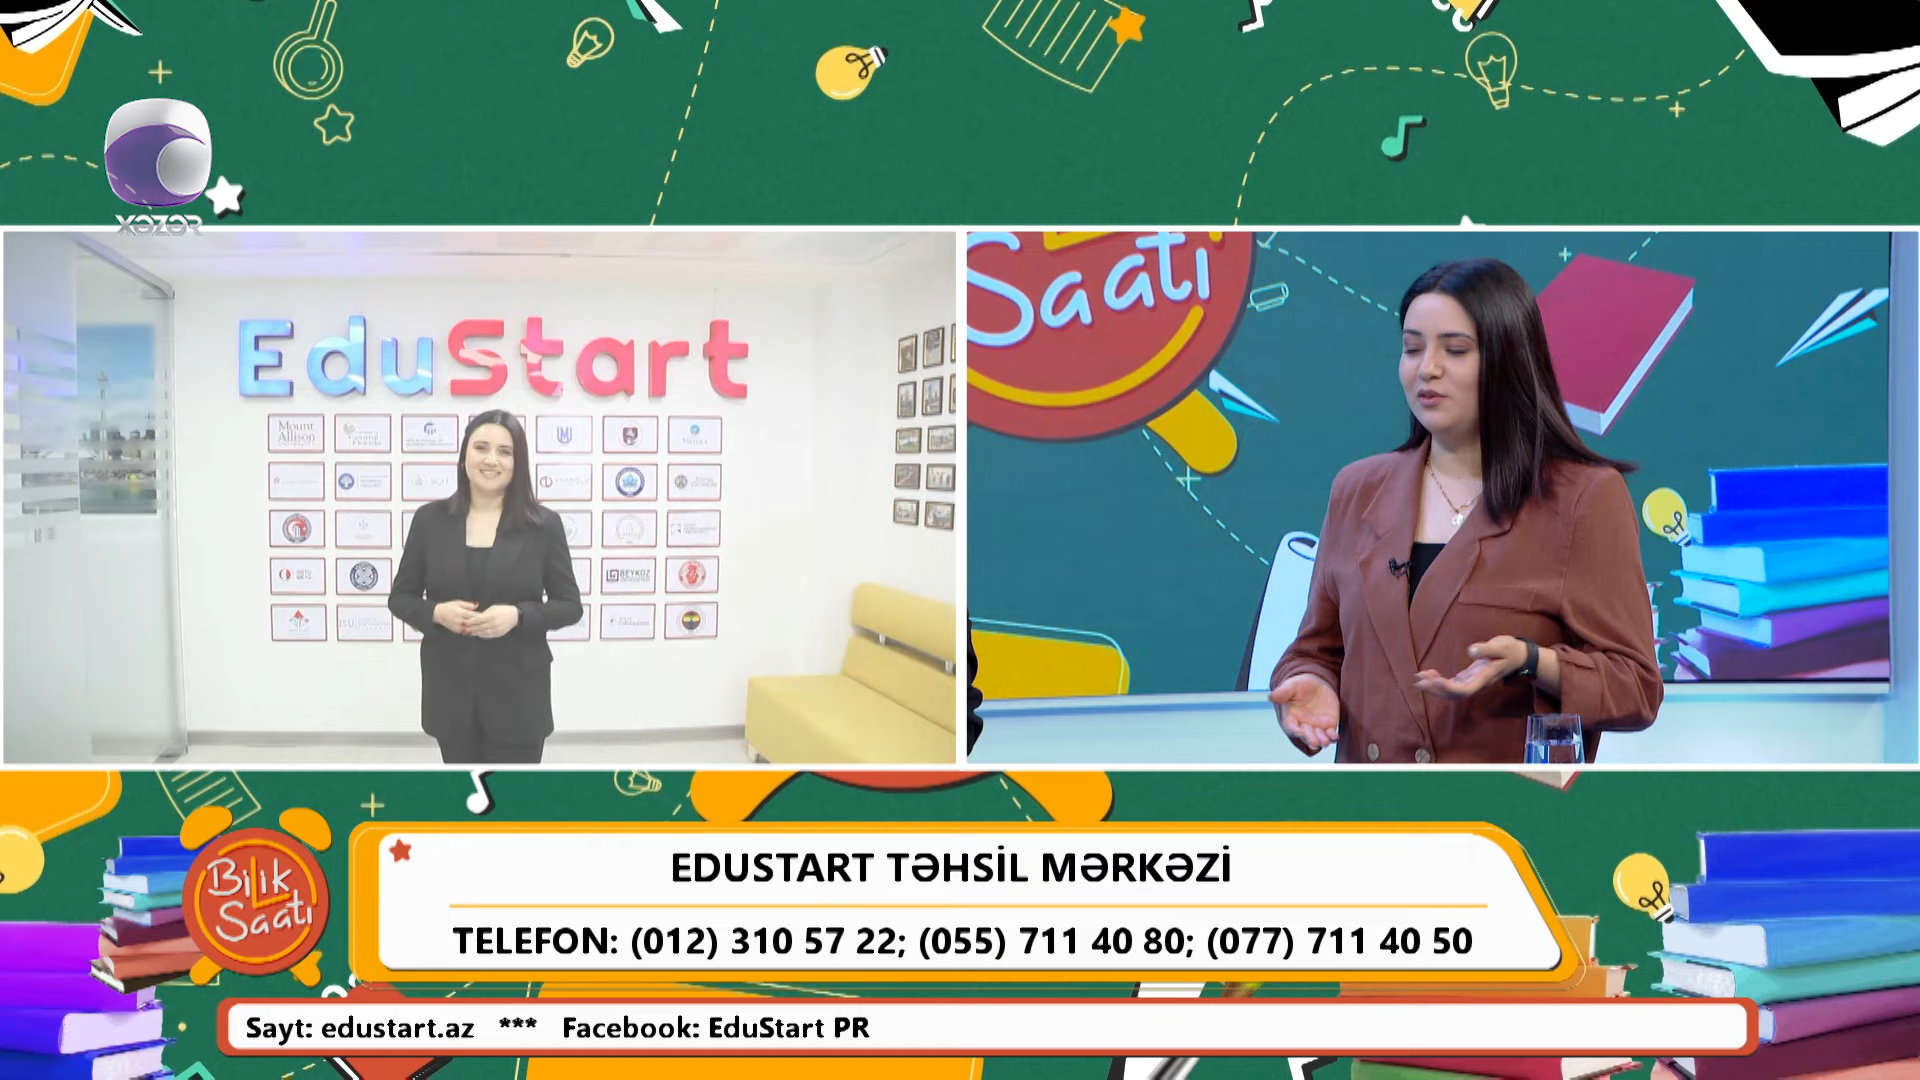 XəZəR
EduStart
Mount
Allison
BEYKOZ
Saatı
Bilik
Saatı
EDUSTART TƏHSİL MƏRKƏZİ
TELEFON: (012) 310 57 22; (055) 711 40 80; (077) 711 40 50
Sayt: edustart.az *** Facebook: EduStart PR